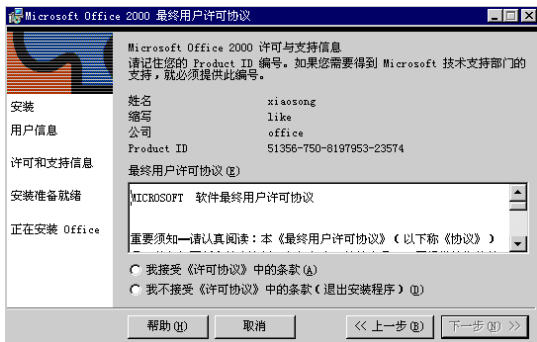 Microsoft Office 2000 最终用户许可协议
Microsoft Office 2000 许可与支持信息
请记住您的 Product ID 编号。如果您需要得到 Microsoft 技术支持部门的
支持，就必须提供此编号。
安装
用户信息
许可和支持信息
安装准备就绪
正在安装 Office
姓名 xiaosong
缩写 like
公司 office
Product ID 51356-750-8197953-23574
最终用户许可协议(E)
MICROSOFT 软件最终用户许可协议
重要须知—请认真阅读：本《最终用户许可协议》（以下称《协议》）
我接受《许可协议》中的条款(A)
我不接受《许可协议》中的条款(退出安装程序)(D)
帮助(H) 取消 << 上一步(B) 下一步(N) >>